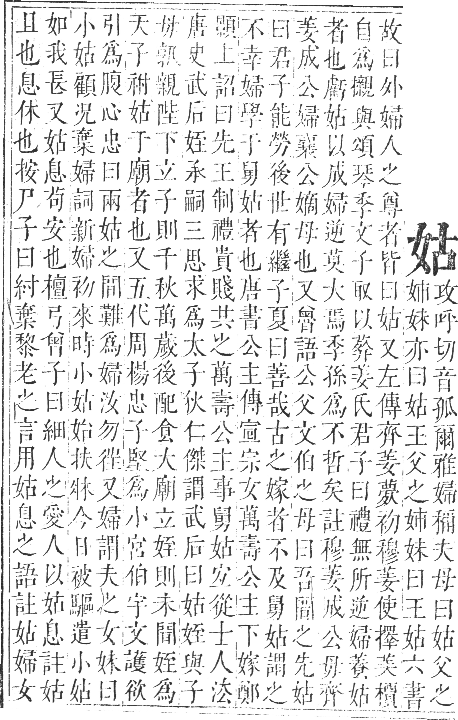 姑攻呼切音孤爾雅婦稱夫母曰姑父之
姊妹亦曰姑王父之姊妹曰王姑六書
故曰外婦人之尊者皆曰姑又左傳齊姜薨初穆姜使擇美檟
自爲櫬與頌琴季文子取以葬姜氏君子曰禮無所逆婦養姑
者也虧姑以成婦逆莫大焉季孫爲不哲矣註穆姜成公母齊
姜成公婦襄公嫡母也又魯語公父文伯之母曰吾聞之先姑
曰君子能勞後世有繼子夏曰善哉古之嫁者不及舅姑謂之
不幸婦學于舅姑者也唐書公主傳宣宗女萬壽公主下嫁鄭
顥上詔曰先王制禮貴賤共之萬壽公主事舅姑宜從士人法
唐史武后姪承嗣三思求爲太子狄仁傑謂武后曰姑姪與子
母孰親陛下立子則千秋萬歲後配食大廟立姪則未聞姪爲
天子祔姑于廟者也又五代周楊忠子堅爲小宮伯宇文護欲
引爲腹心忠曰兩姑之閒難爲婦汝勿徃又婦謂夫之女妹曰
小姑顧況棄婦詞新婦初來時小姑始扶牀今日被驅遣小姑
如我長又姑息苟安也檀弓曾子曰細人之愛人以姑息註姑
且也息休也按尸子曰紂棄黎老之言用姑息之語註姑婦女